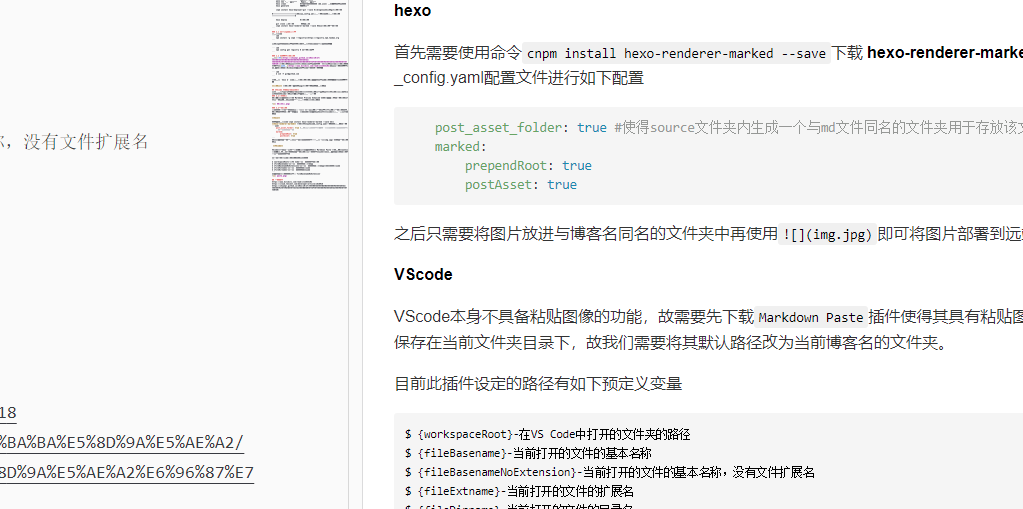 ，没有文件扩展名
18
%BA%BA%E5%8D%9A%E5%AE%A2/
8D%9A%E5%AE%A2%E6%96%87%E7
hexo
首先需要使用命令 cnpm install hexo-renderer-marked --save 下载 hexo-renderer-marke
_config.yaml配置文件进行如下配置
post_asset_folder: true #使得source文件夹内生成一个与md文件同名的文件夹用于存放该文
marked:
prependRoot: true
postAsset: true
之后只需要将图片放进与博客名同名的文件夹中再使用 ![](img.jpg) 即可将图片部署到远
VScode
VScode本身不具备粘贴图像的功能，故需要先下载 Markdown Paste 插件使得其具有粘贴图
保存在当前文件夹目录下，故我们需要将其默认路径改为当前博客名的文件夹。
目前此插件设定的路径有如下预定义变量
$ {workspaceRoot}-在VS Code中打开的文件夹的路径
$ {fileBasename}-当前打开的文件的基本名称
$ {fileBasenameNoExtension}-当前打开的文件的基本名称，没有文件扩展名
$ {fileExtname}-当前打开的文件的扩展名
$ {fileDirname}-当前打开的文件的目录名